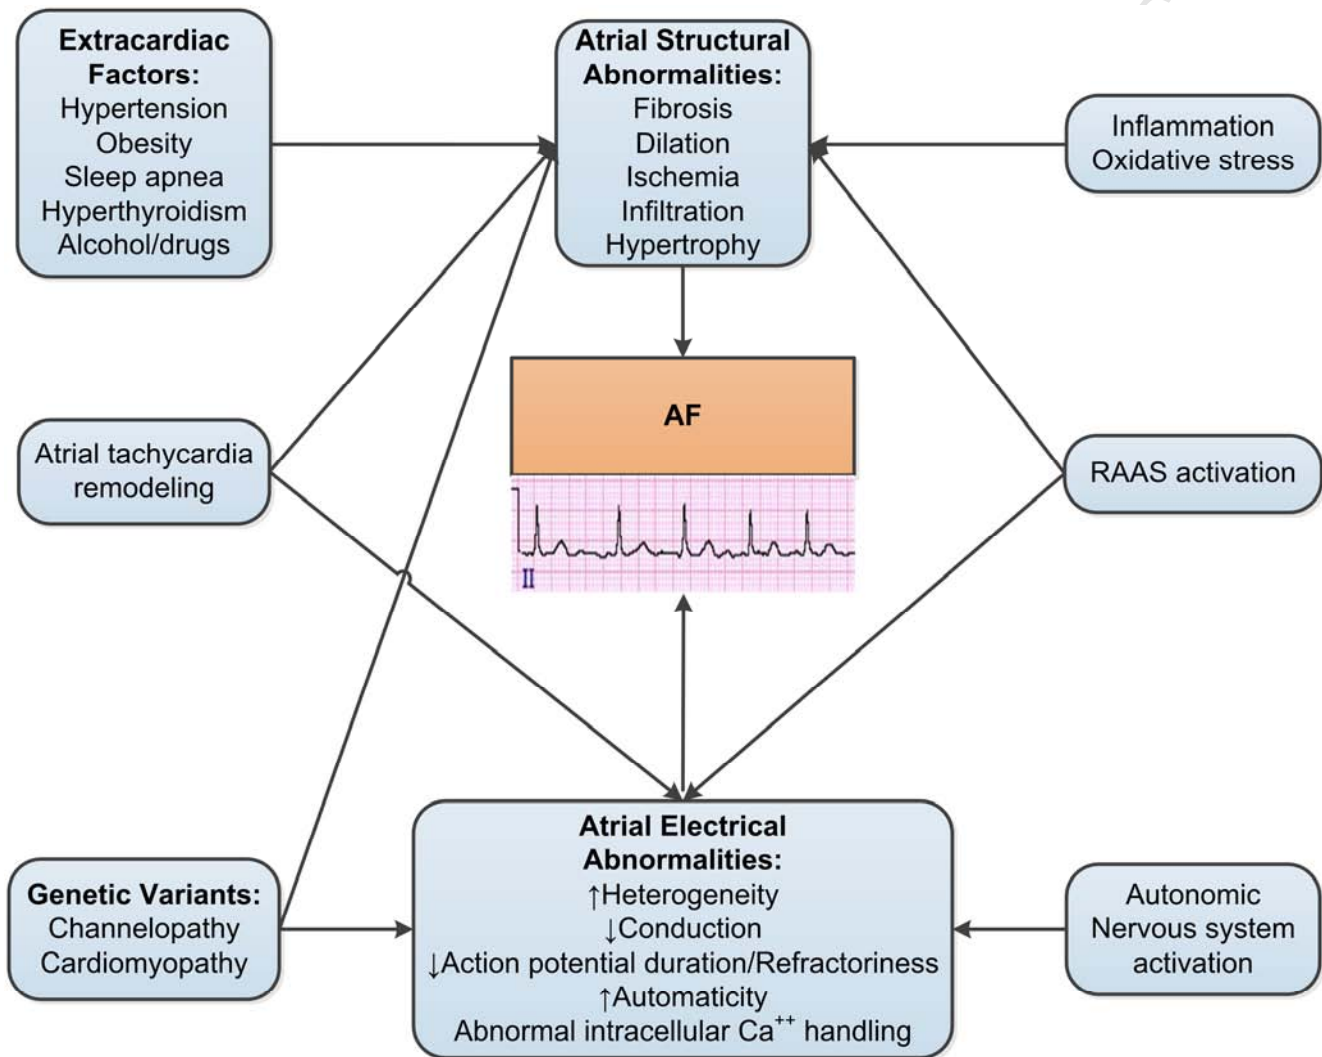 Extracardiac
Factors:
Hypertension
Obesity
Sleep apnea
Hyperthyroidism
Alcohol/drugs
Atrial Structural
Abnormalities:
Fibrosis
Dilation
Ischemia
Infiltration
Hypertrophy
Inflammation
Oxidative stress
Atrial tachycardia
remodeling
AF
II
RAAS activation
Genetic Variants:
Channelopathy
Cardiomyopathy
Atrial Electrical
Abnormalities:
↑Heterogeneity
↓Conduction
↓Action potential duration/Refractoriness
↑Automaticity
Abnormal intracellular Ca⁺⁺ handling
Autonomic
Nervous system
activation